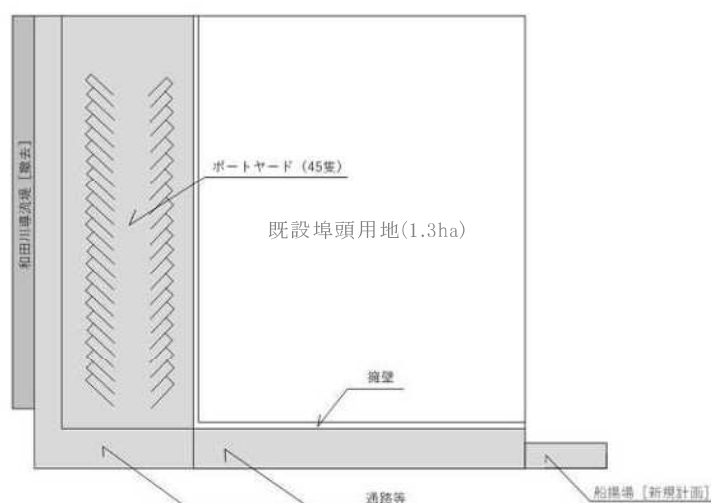 和田川導流堤［撤去］
ボートヤード（45隻）
既設埠頭用地(1.3ha)
擁壁
通路等
船揚場［新規計画］